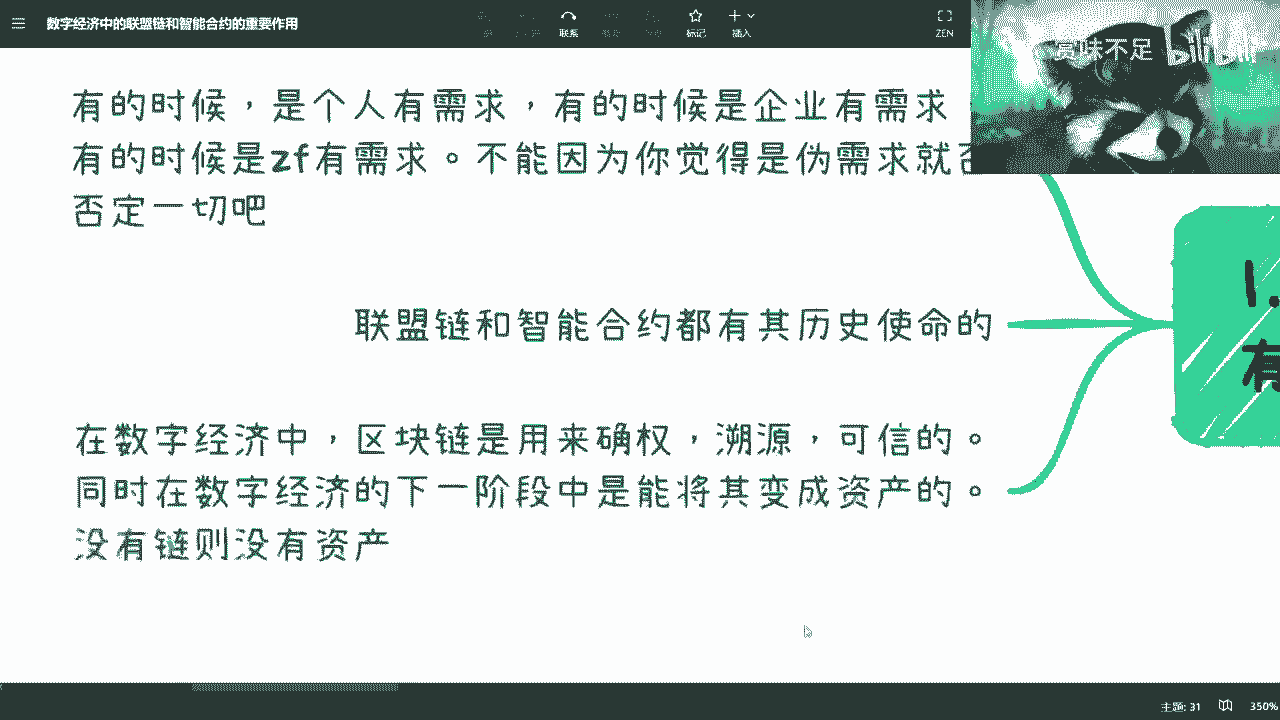 数字经济中的联盟链和智能合约的重要作用
联系
标记
插入
ZEN
赏味不足 bilibili
有的时候，是个人有需求，有的时候是企业有需求
有的时候是zf有需求。不能因为你觉得是伪需求就否
否定一切吧
联盟链和智能合约都有其历史使命的
1.
有
在数字经济中，区块链是用来确权，溯源，可信的。
同时在数字经济的下一阶段中是能将其变成资产的。
没有链则没有资产
主题: 31
350%